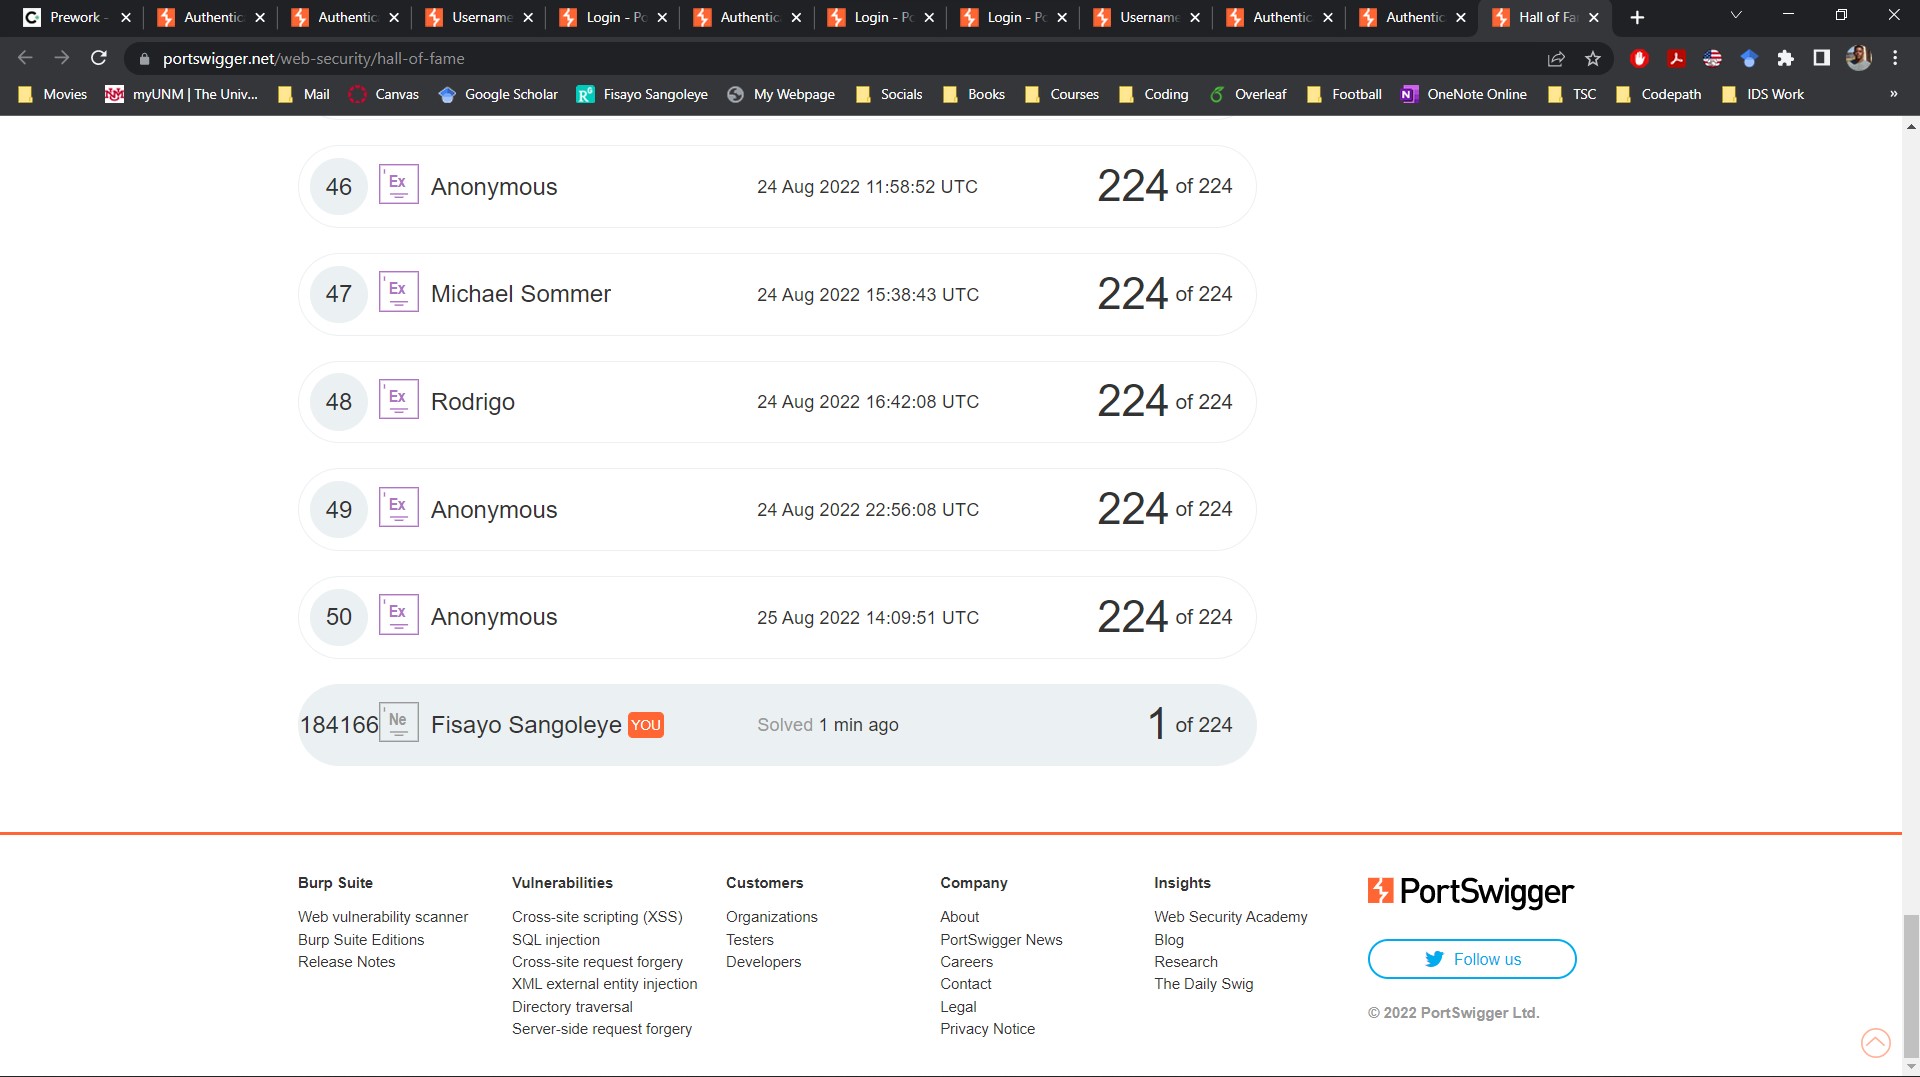 Prework -
Authentic
Authentic
Username
Login - Po
Authentic
Login - Po
Login - Po
Username
Authentic
Authentic
Hall of Fa
portswigger.net/web-security/hall-of-fame
Movies
myUNM | The Univ...
Mail
Canvas
Google Scholar
Fisayo Sangoleye
My Webpage
Socials
Books
Courses
Coding
Overleaf
Football
OneNote Online
TSC
Codepath
IDS Work
»
46 Ex Anonymous 24 Aug 2022 11:58:52 UTC 224 of 224
47 Ex Michael Sommer 24 Aug 2022 15:38:43 UTC 224 of 224
48 Ex Rodrigo 24 Aug 2022 16:42:08 UTC 224 of 224
49 Ex Anonymous 24 Aug 2022 22:56:08 UTC 224 of 224
50 Ex Anonymous 25 Aug 2022 14:09:51 UTC 224 of 224
184166 Ne Fisayo Sangoleye YOU Solved 1 min ago 1 of 224
Burp Suite
Web vulnerability scanner
Burp Suite Editions
Release Notes
Vulnerabilities
Cross-site scripting (XSS)
SQL injection
Cross-site request forgery
XML external entity injection
Directory traversal
Server-side request forgery
Customers
Organizations
Testers
Developers
Company
About
PortSwigger News
Careers
Contact
Legal
Privacy Notice
Insights
Web Security Academy
Blog
Research
The Daily Swig
PortSwigger
Follow us
© 2022 PortSwigger Ltd.